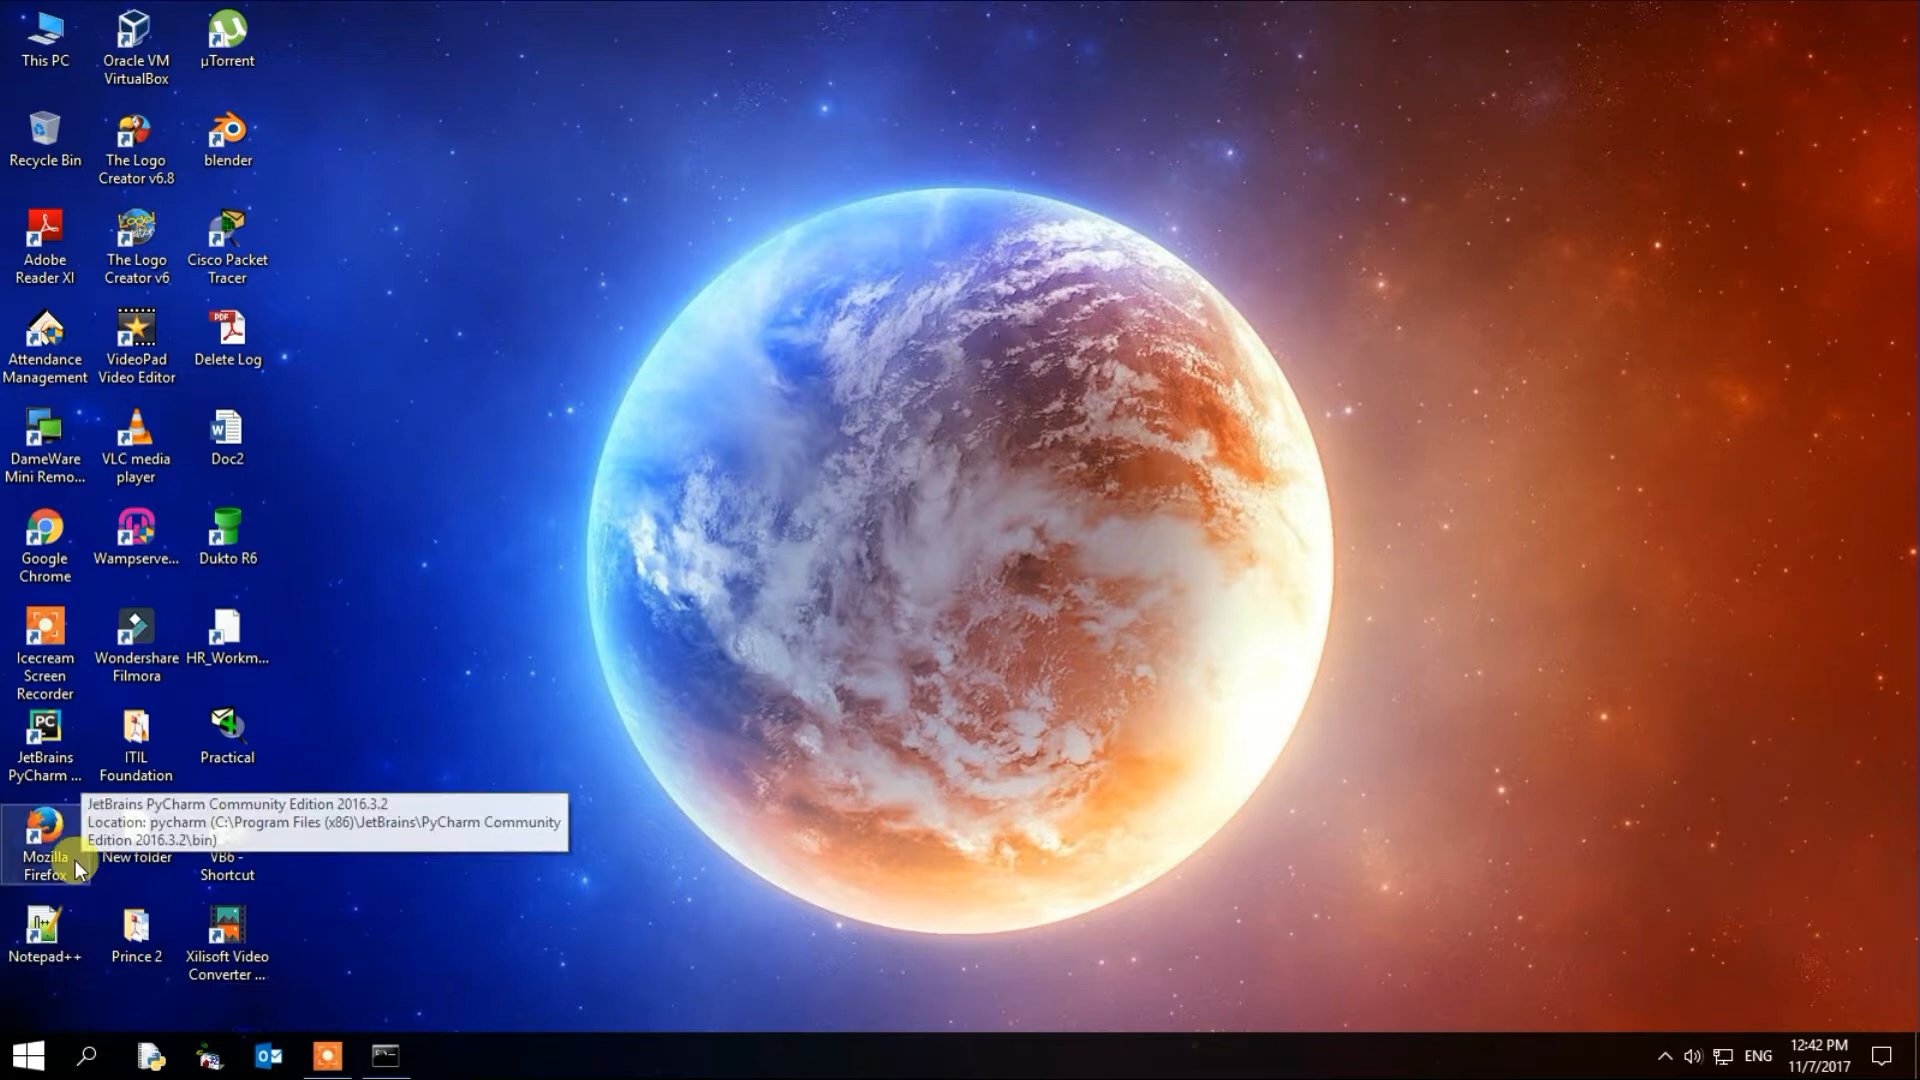 This PC
Oracle VM
VirtualBox
µTorrent
Recycle Bin
The Logo
Creator v6.8
blender
Adobe
Reader XI
The Logo
Creator v6
Cisco Packet
Tracer
Attendance
Management
VideoPad
Video Editor
PDF
Delete Log
DameWare
Mini Remo...
VLC media
player
W
Doc2
Google
Chrome
Wampserve...
Dukto R6
Icecream
Screen
Recorder
Wondershare
Filmora
HR_Workm...
PC
JetBrains
PyCharm ...
ITIL
Foundation
Practical
JetBrains PyCharm Community Edition 2016.3.2
Location: pycharm (C:\Program Files (x86)\JetBrains\PyCharm Community
Edition 2016.3.2\bin)
Mozilla
Firefox
New folder
VB6 -
Shortcut
Notepad++
Prince 2
Xilisoft Video
Converter ...
ENG
12:42 PM
11/7/2017